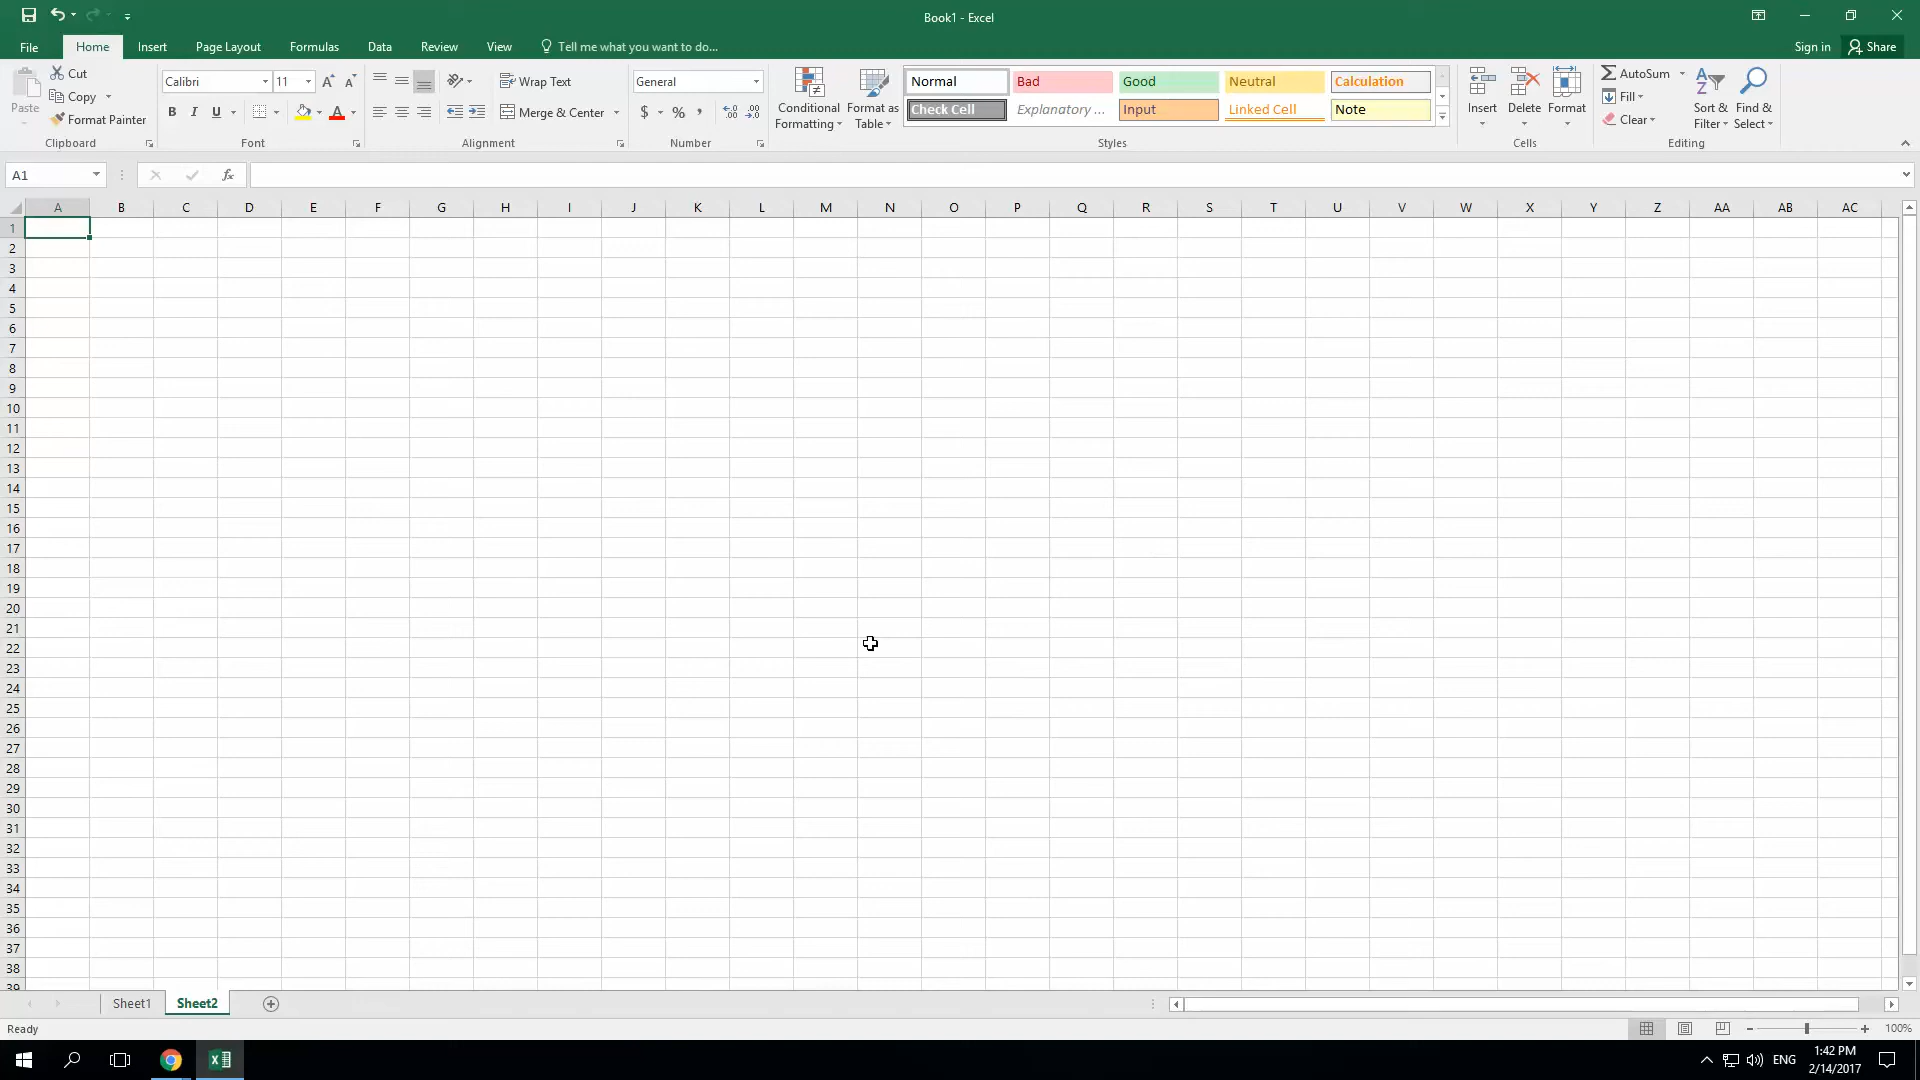 Book1 - Excel
File Home Insert Page Layout Formulas Data Review View Tell me what you want to do... Sign in Share
Paste Cut Copy Format Painter Clipboard
Calibri 11 B I U A Font
Wrap Text Merge & Center Alignment
General $ % , Number
Conditional Formatting Format as Table
Normal Bad Good Neutral Calculation
Check Cell Explanatory ... Input Linked Cell Note
Styles
Insert Delete Format Cells
AutoSum Fill Clear Sort & Filter Find & Select Editing
A1 fx
A B C D E F G H I J K L M N O P Q R S T U V W X Y Z AA AB AC
1
2
3
4
5
6
7
8
9
10
11
12
13
14
15
16
17
18
19
20
21
22
23
24
25
26
27
28
29
30
31
32
33
34
35
36
37
38
39
Sheet1 Sheet2
Ready 100%
ENG 1:42 PM
2/14/2017